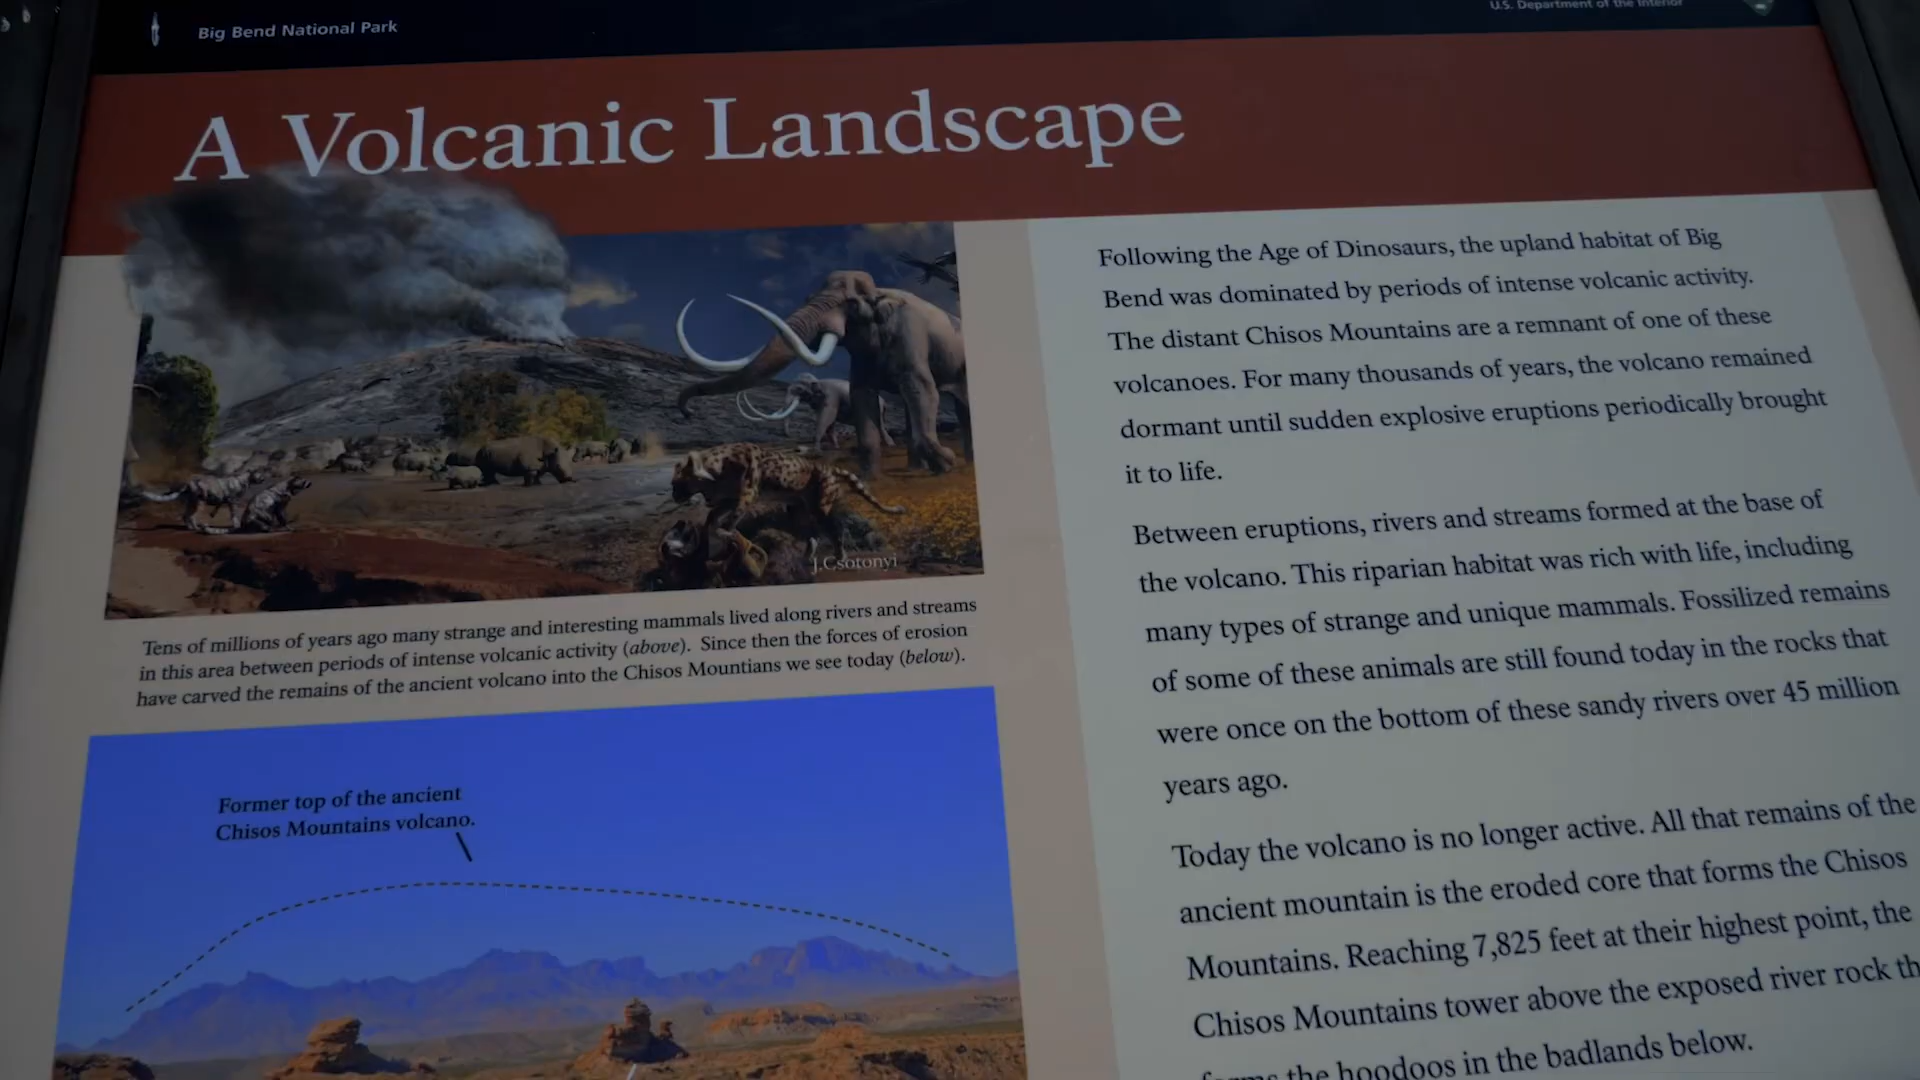 Big Bend National Park
U.S. Department of the Interior
A Volcanic Landscape
J.Csotonyi
Tens of millions of years ago many strange and interesting mammals lived along rivers and streams
in this area between periods of intense volcanic activity (above). Since then the forces of erosion
have carved the remains of the ancient volcano into the Chisos Mountians we see today (below).
Former top of the ancient
Chisos Mountains volcano.
Following the Age of Dinosaurs, the upland habitat of Big
Bend was dominated by periods of intense volcanic activity.
The distant Chisos Mountains are a remnant of one of these
volcanoes. For many thousands of years, the volcano remained
dormant until sudden explosive eruptions periodically brought
it to life.
Between eruptions, rivers and streams formed at the base of
the volcano. This riparian habitat was rich with life, including
many types of strange and unique mammals. Fossilized remains
of some of these animals are still found today in the rocks that
were once on the bottom of these sandy rivers over 45 million
years ago.
Today the volcano is no longer active. All that remains of the
ancient mountain is the eroded core that forms the Chisos
Mountains. Reaching 7,825 feet at their highest point, the
Chisos Mountains tower above the exposed river rock th
forms the hoodoos in the badlands below.